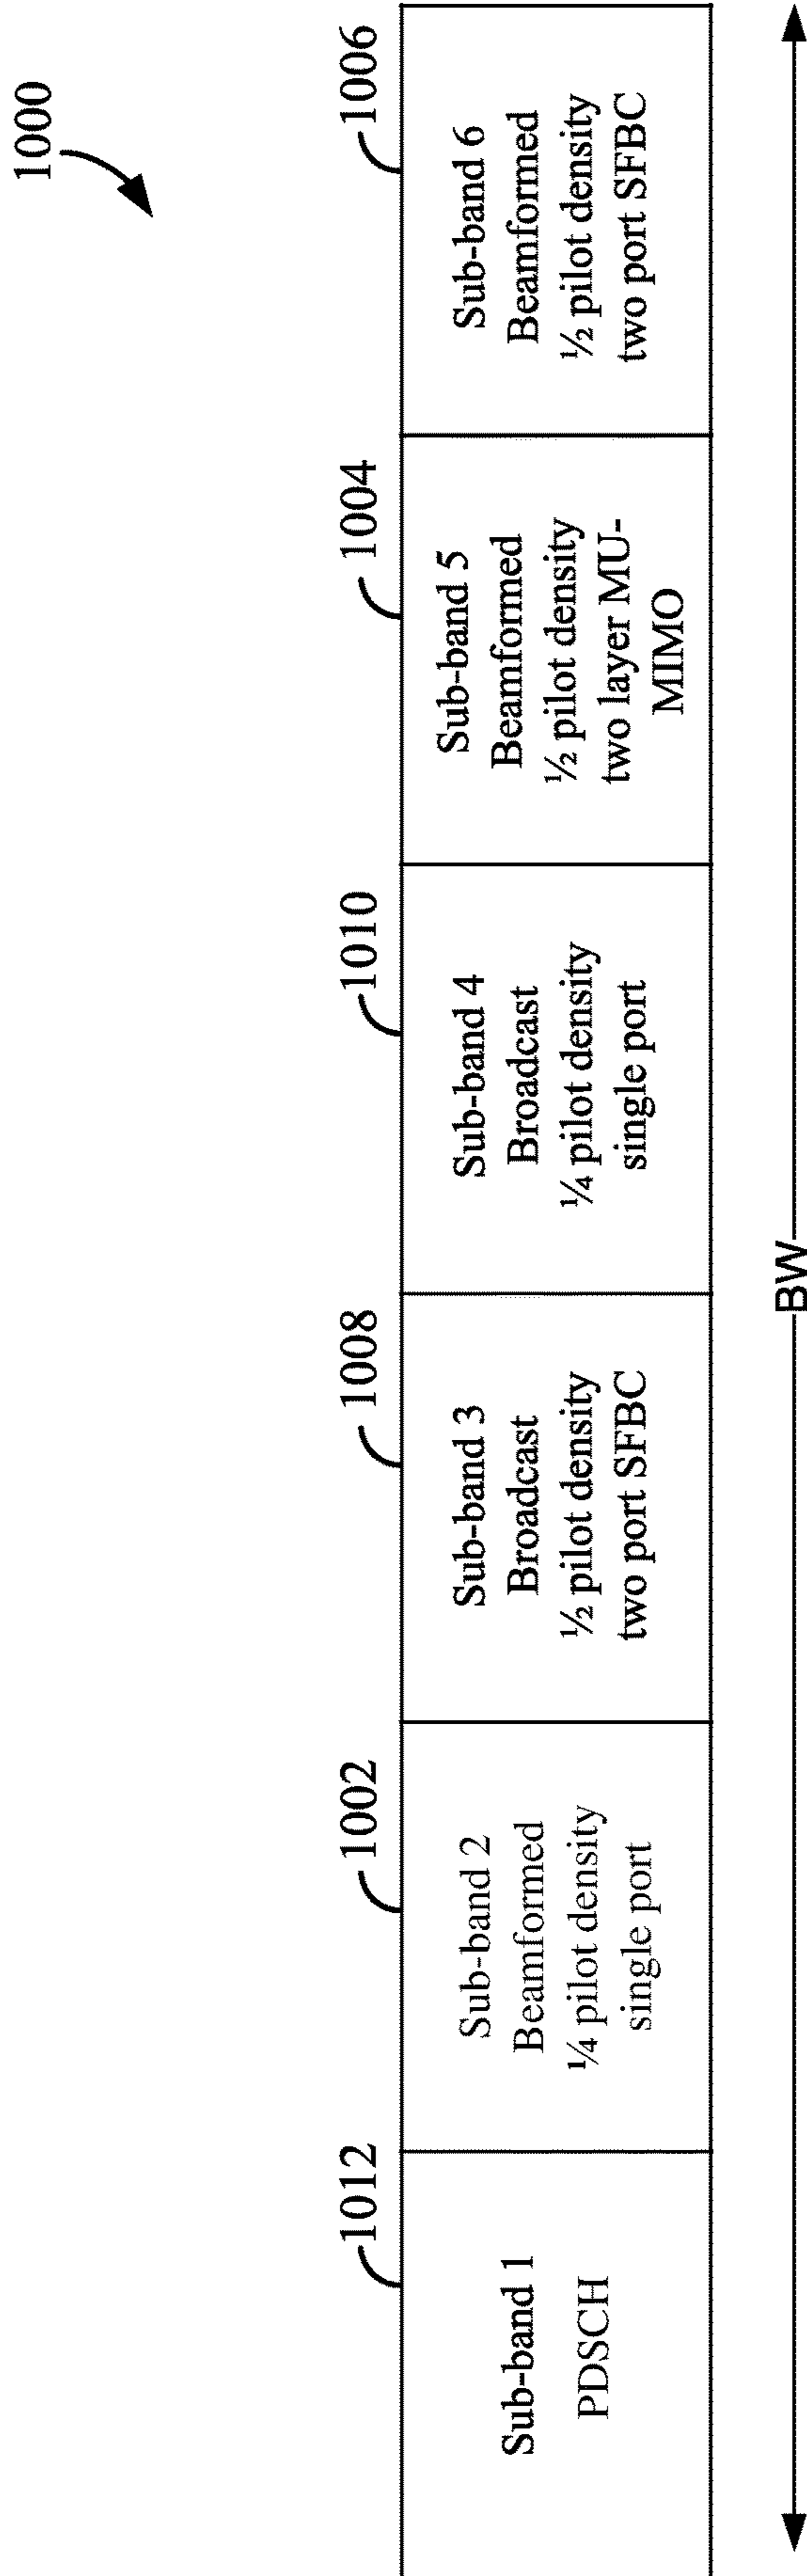 1000
1012
1002
1008
1010
1004
1006
Sub-band 1
PDSCH
Sub-band 2
Beamformed
¼ pilot density
single port
Sub-band 3
Broadcast
½ pilot density
two port SFBC
Sub-band 4
Broadcast
¼ pilot density
single port
Sub-band 5
Beamformed
½ pilot density
two layer MU-
MIMO
Sub-band 6
Beamformed
½ pilot density
two port SFBC
BW